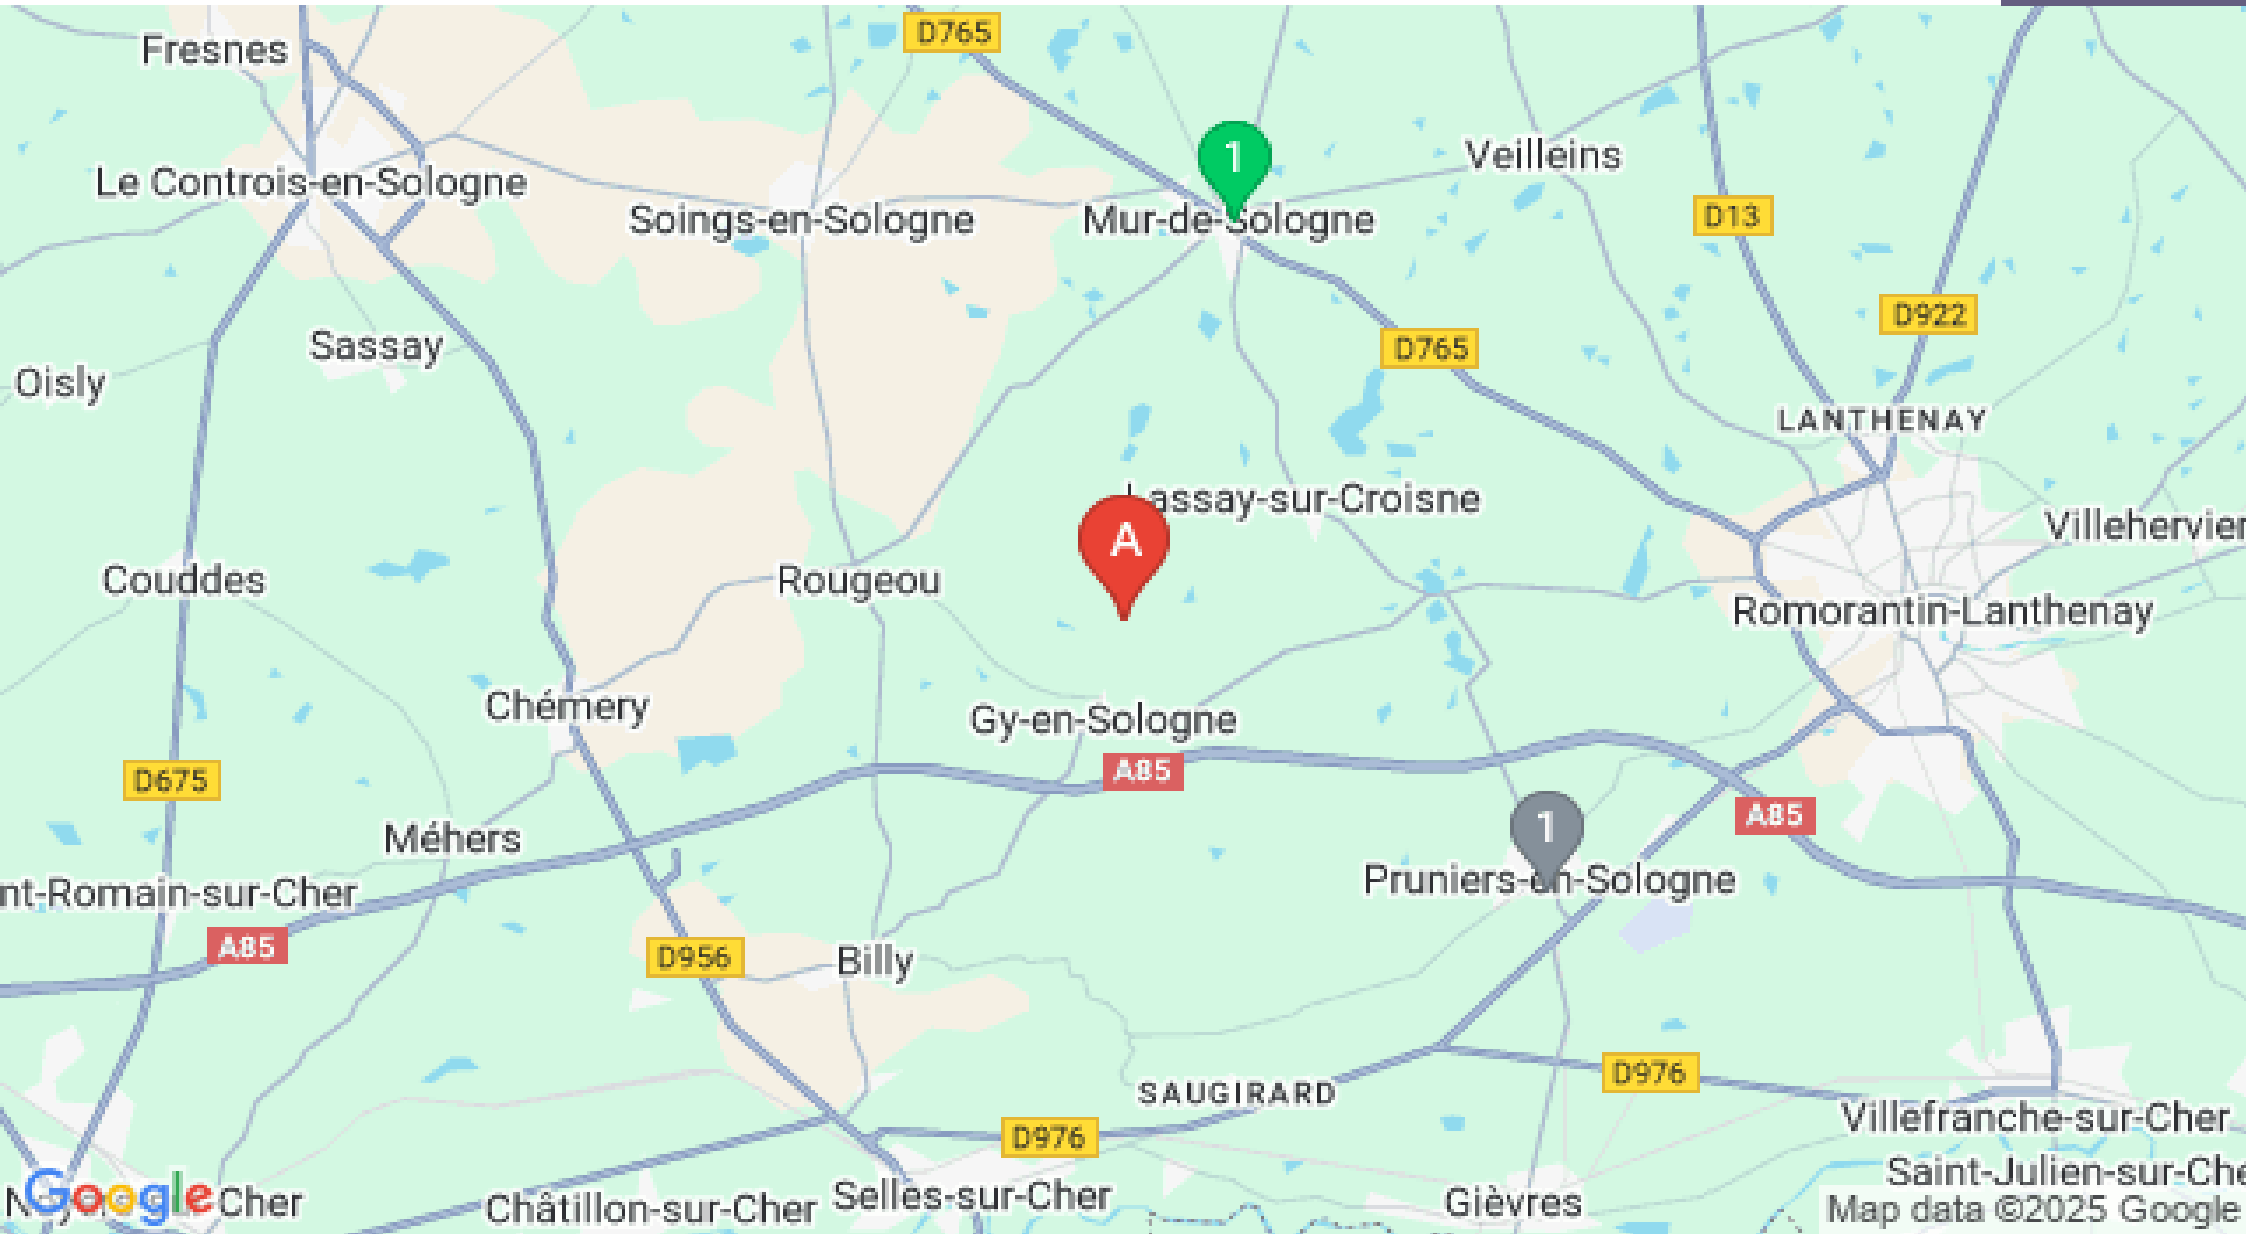 D765
Fresnes
1
Veilleins
Le Controis-en-Sologne
Soings-en-Sologne
Mur-de-Sologne
D13
D922
Sassay
D765
Oisly
LANTHENAY
Lassay-sur-Croisne
A
Villehervier
Couddes
Rougeou
Romorantin-Lanthenay
Chémery
Gy-en-Sologne
A85
D675
A85
1
Méhers
Pruniers-en-Sologne
nt-Romain-sur-Cher
A85
D956
Billy
D976
SAUGIRARD
Villefranche-sur-Cher
D976
Saint-Julien-sur-Che
Google
Cher
Châtillon-sur-Cher
Selles-sur-Cher
Gièvres
Map data ©2025 Google